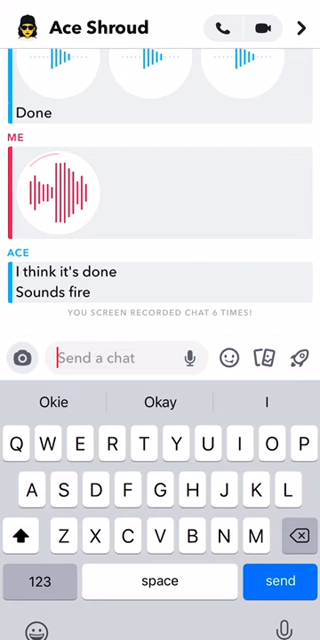 Ace Shroud
Done
ME
ACE
I think it's done
Sounds fire
YOU SCREEN RECORDED CHAT 6 TIMES!
Send a chat
Okie Okay I
Q W E R T Y U I O P
A S D F G H J K L
Z X C V B N M
123 space send